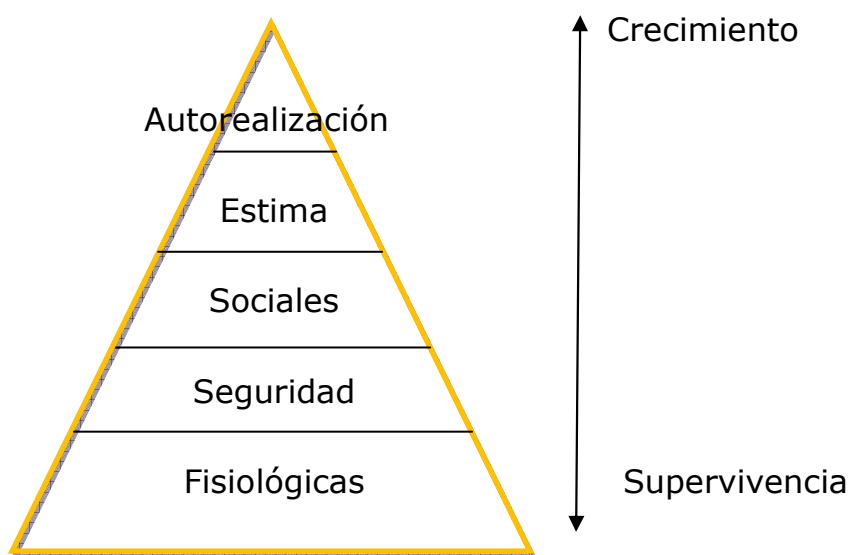 Crecimiento
Autorealización
Estima
Sociales
Seguridad
Fisiológicas
Supervivencia